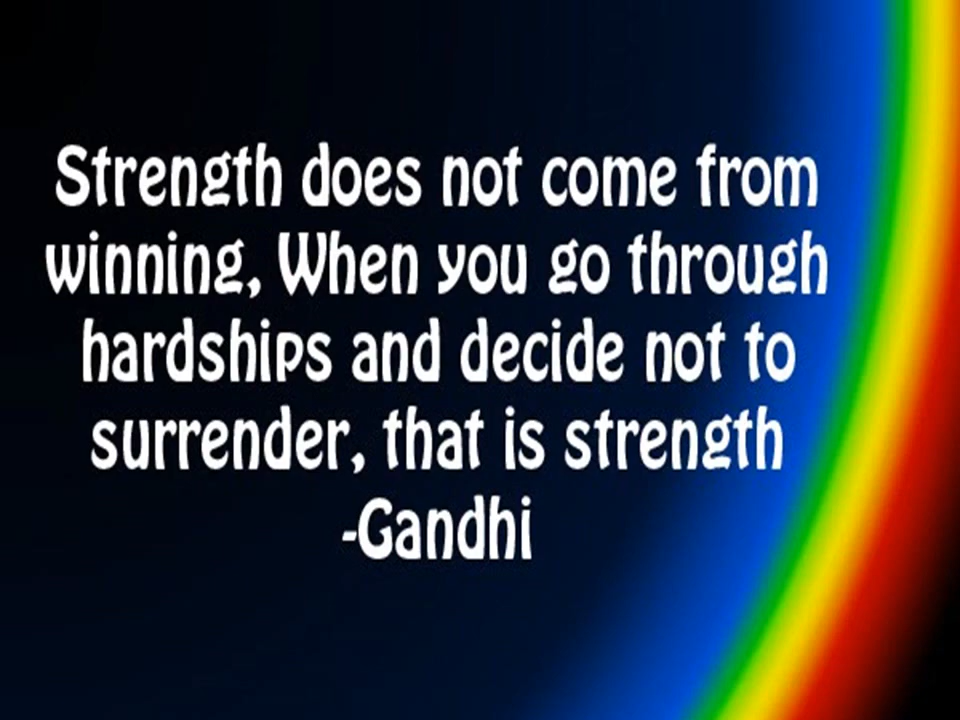 Strength does not come from
winning, When you go through
hardships and decide not to
surrender, that is strength
-Gandhi